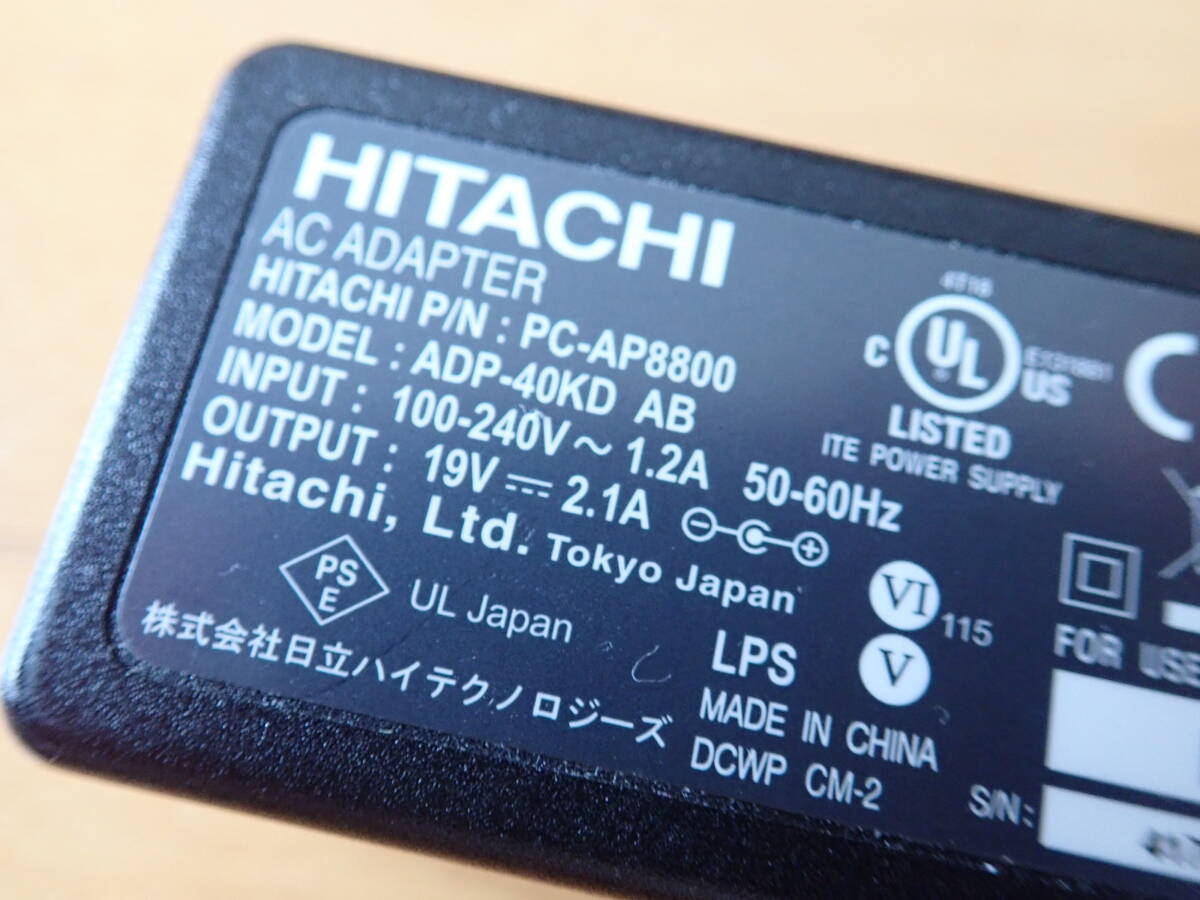 HITACHI
AC ADAPTER
HITACHI P/N : PC-AP8800
MODEL : ADP-40KD AB
INPUT : 100-240V～ 1.2A 50-60Hz
OUTPUT : 19V⎓2.1A
Hitachi, Ltd. Tokyo Japan
PS
E
UL Japan
株式会社日立ハイテクノロジーズ
4T18
C UL US
LISTED
ITE POWER SUPPLY
VI
115
LPS V
MADE IN CHINA
DCWP CM-2
FOR USE
S/N: